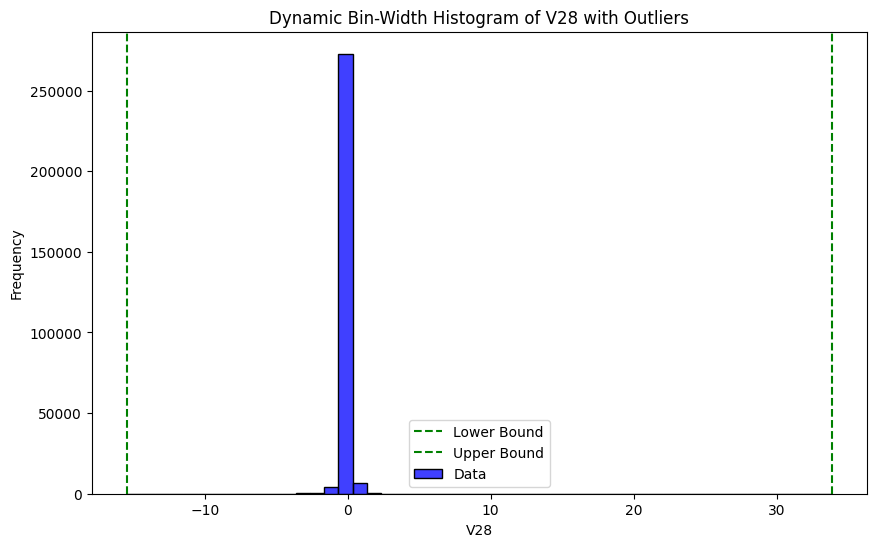 Dynamic Bin-Width Histogram of V28 with Outliers
Frequency
250000
200000
150000
100000
50000
0
Lower Bound
Upper Bound
Data
−10
0
10
20
30
V28